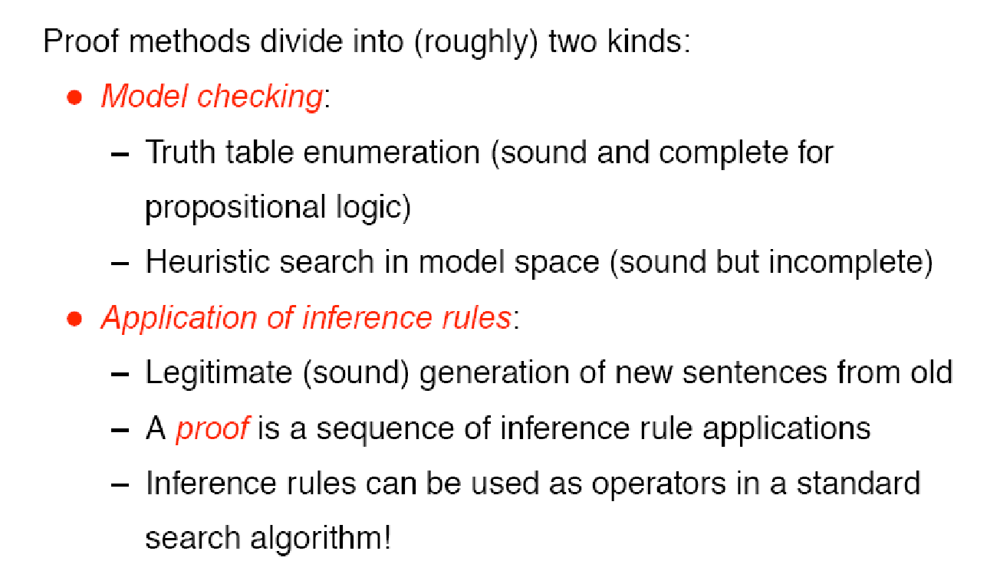 Proof methods divide into (roughly) two kinds:
● Model checking:
– Truth table enumeration (sound and complete for
propositional logic)
– Heuristic search in model space (sound but incomplete)
● Application of inference rules:
– Legitimate (sound) generation of new sentences from old
– A proof is a sequence of inference rule applications
– Inference rules can be used as operators in a standard
search algorithm!